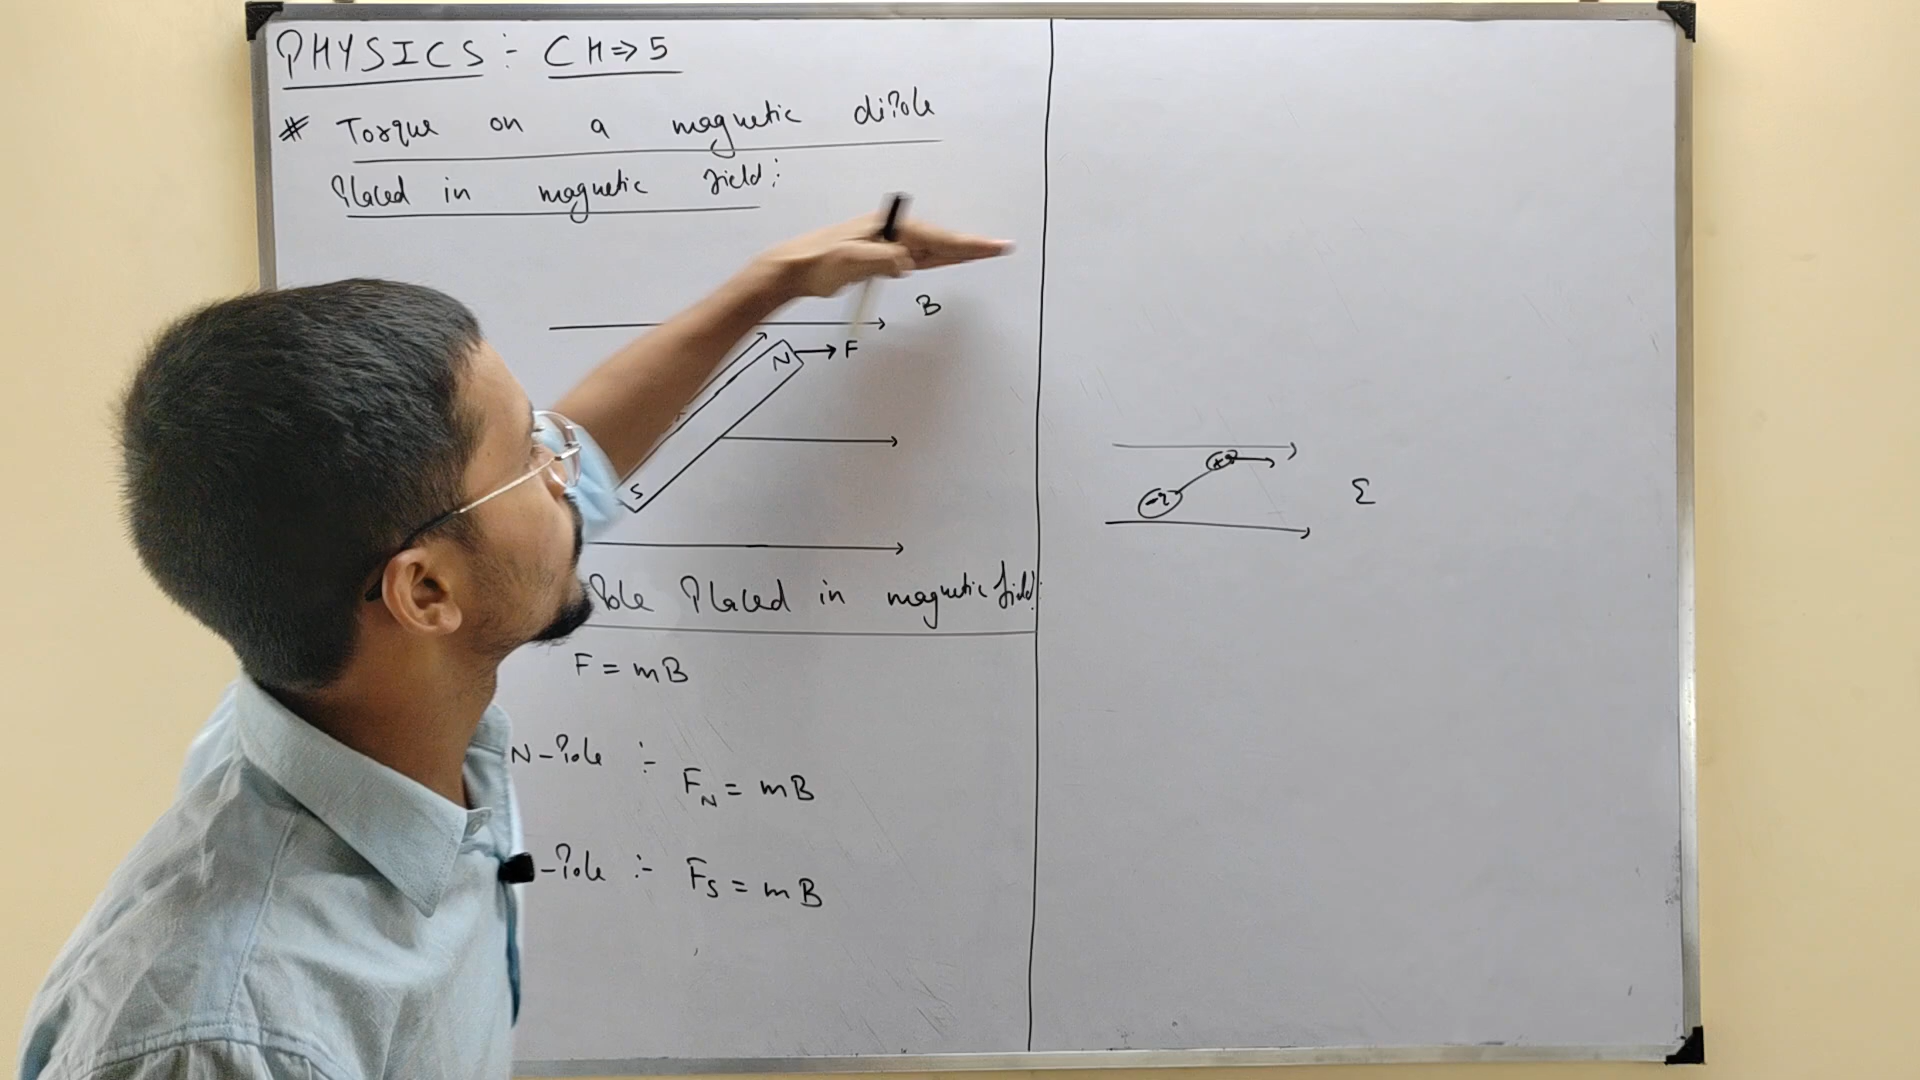 PHYSICS :- CH⇒5
# Torque on a magnetic dipole
Placed in magnetic field :
B
N F
S
Pole Placed in magnetic field :
F = mB
N-Pole :- F_N = mB
-Pole :- F_S = mB
+q
-q
E